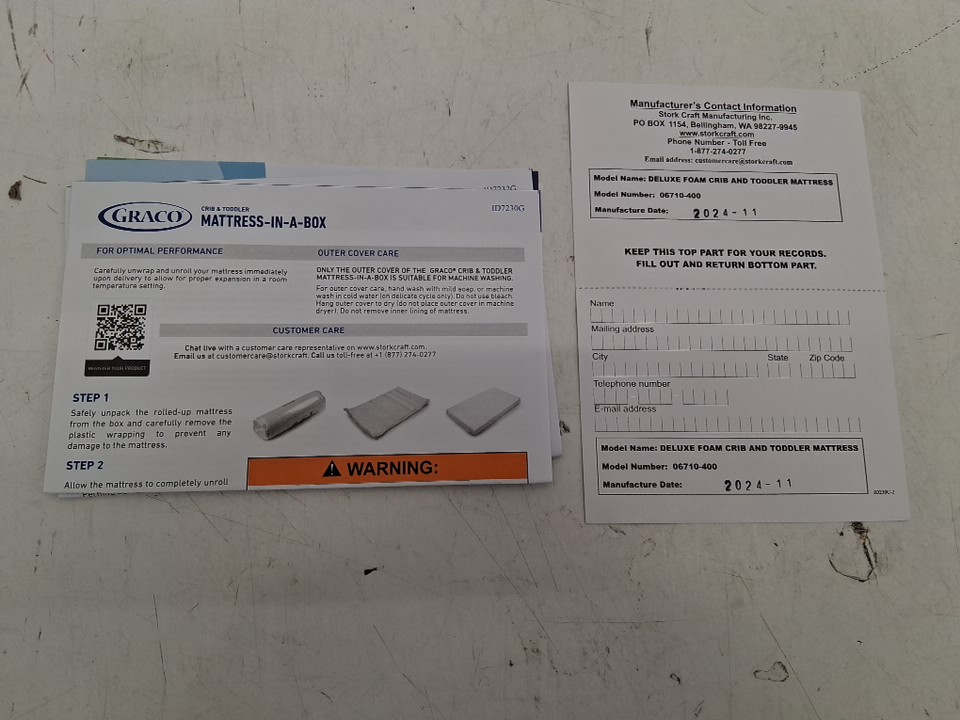 ID7232G
GRACO
CRIB & TODDLER
MATTRESS-IN-A-BOX
ID7230G
FOR OPTIMAL PERFORMANCE
Carefully unwrap and unroll your mattress immediately
upon delivery to allow for proper expansion in a room
temperature setting.
REGISTER YOUR PRODUCT
OUTER COVER CARE
ONLY THE OUTER COVER OF THE GRACO® CRIB & TODDLER
MATTRESS-IN-A-BOX IS SUITABLE FOR MACHINE WASHING.
For outer cover care, hand wash with mild soap, or machine
wash in cold water (on delicate cycle only). Do not use bleach.
Hang outer cover to dry (do not place outer cover in machine
dryer). Do not remove inner lining of mattress.
CUSTOMER CARE
Chat live with a customer care representative on www.storkcraft.com.
Email us at customercare@storkcraft. Call us toll-free at +1 (877) 274-0277
STEP 1
Safely unpack the rolled-up mattress
from the box and carefully remove the
plastic wrapping to prevent any
damage to the mattress.
STEP 2
Allow the mattress to completely unroll
WARNING:
Manufacturer's Contact Information
Stork Craft Manufacturing Inc.
PO BOX 1154, Bellingham, WA 98227-9945
www.storkcraft.com
Phone Number - Toll Free
1-877-274-0277
Email address: customercare@storkcraft.com
Model Name: DELUXE FOAM CRIB AND TODDLER MATTRESS
Model Number: 06710-400
Manufacture Date: 2024-11
KEEP THIS TOP PART FOR YOUR RECORDS.
FILL OUT AND RETURN BOTTOM PART.
Name
Mailing address
City State Zip Code
Telephone number
E-mail address
Model Name: DELUXE FOAM CRIB AND TODDLER MATTRESS
Model Number: 06710-400
Manufacture Date: 2024-11